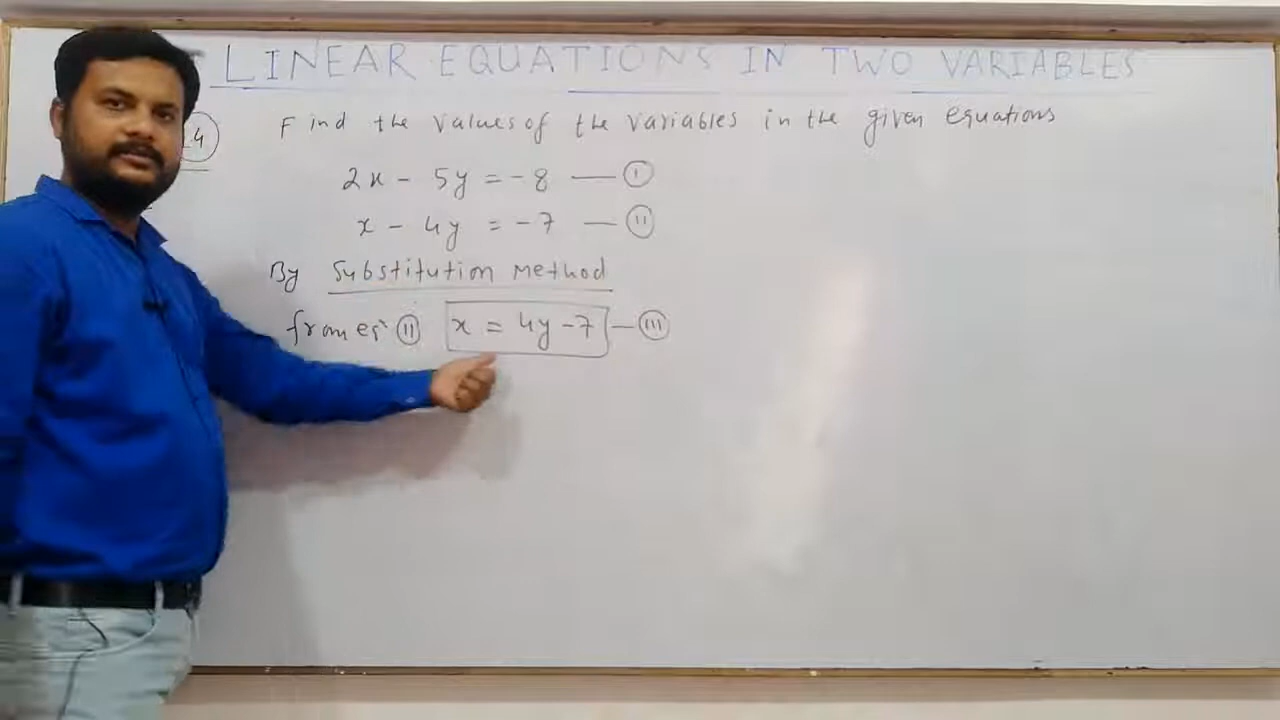 LINEAR EQUATIONS IN TWO VARIABLES
4 Find the values of the variables in the given equations
2x - 5y = -8 — (I)
x - 4y = -7 — (II)
By Substitution Method
from eqⁿ (II) x = 4y - 7 — (III)